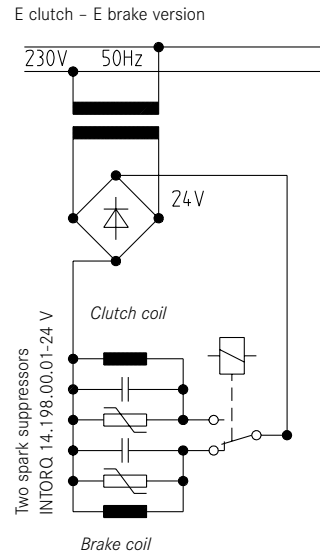 E clutch – E brake version
230V 50Hz
24V
Clutch coil
Two spark suppressors
INTORQ 14.198.00.01-24 V
Brake coil